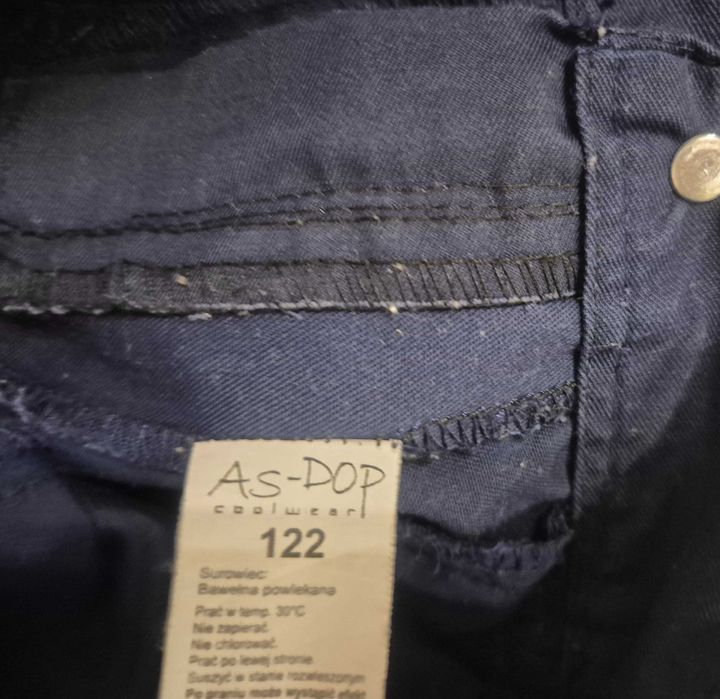 AS-DOP
coolwear
122
Surowiec:
Bawełna powlekana
Prać w temp. 30°C
Nie zapierać.
Nie chlorować.
Prać po lewej stronie.
Suszyć w stanie rozwieszonym
Po praniu może wystąpić efekt